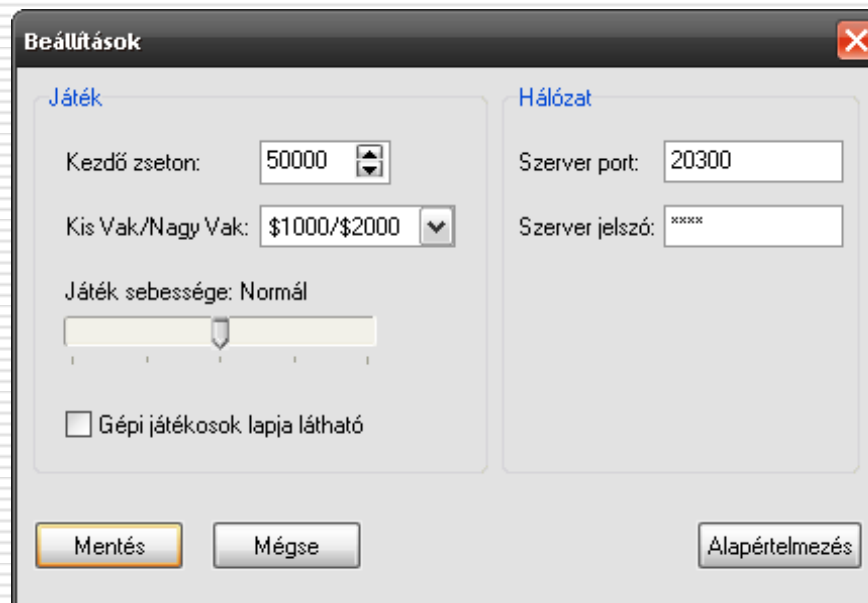 Beállítások
Játék
Kezdő zseton: 50000
Kis Vak/Nagy Vak: $1000/$2000
Játék sebessége: Normál
Gépi játékosok lapja látható
Hálózat
Szerver port: 20300
Szerver jelszó: ****
Mentés
Mégse
Alapértelmezés